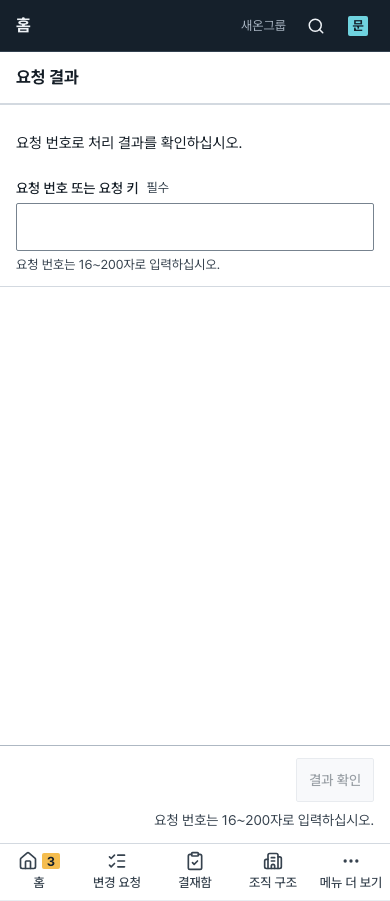 홈
새온그룹
문
요청 결과
요청 번호로 처리 결과를 확인하십시오.
요청 번호 또는 요청 키 필수
요청 번호는 16~200자로 입력하십시오.
결과 확인
요청 번호는 16~200자로 입력하십시오.
3
홈
변경 요청
결재함
조직 구조
메뉴 더 보기